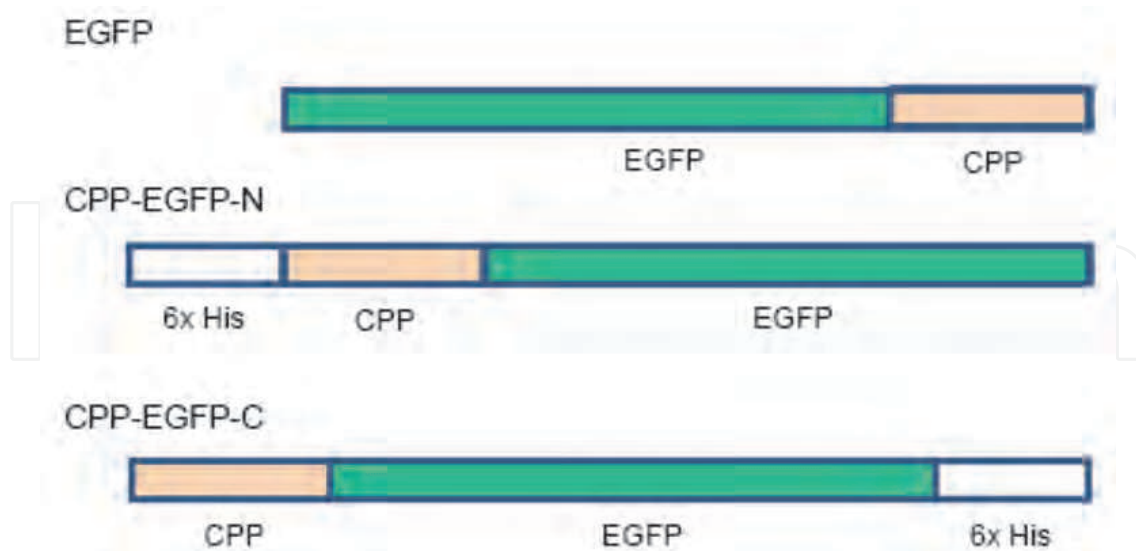 EGFP
EGFP CPP
CPP-EGFP-N
6x His CPP EGFP
CPP-EGFP-C
CPP EGFP 6x His